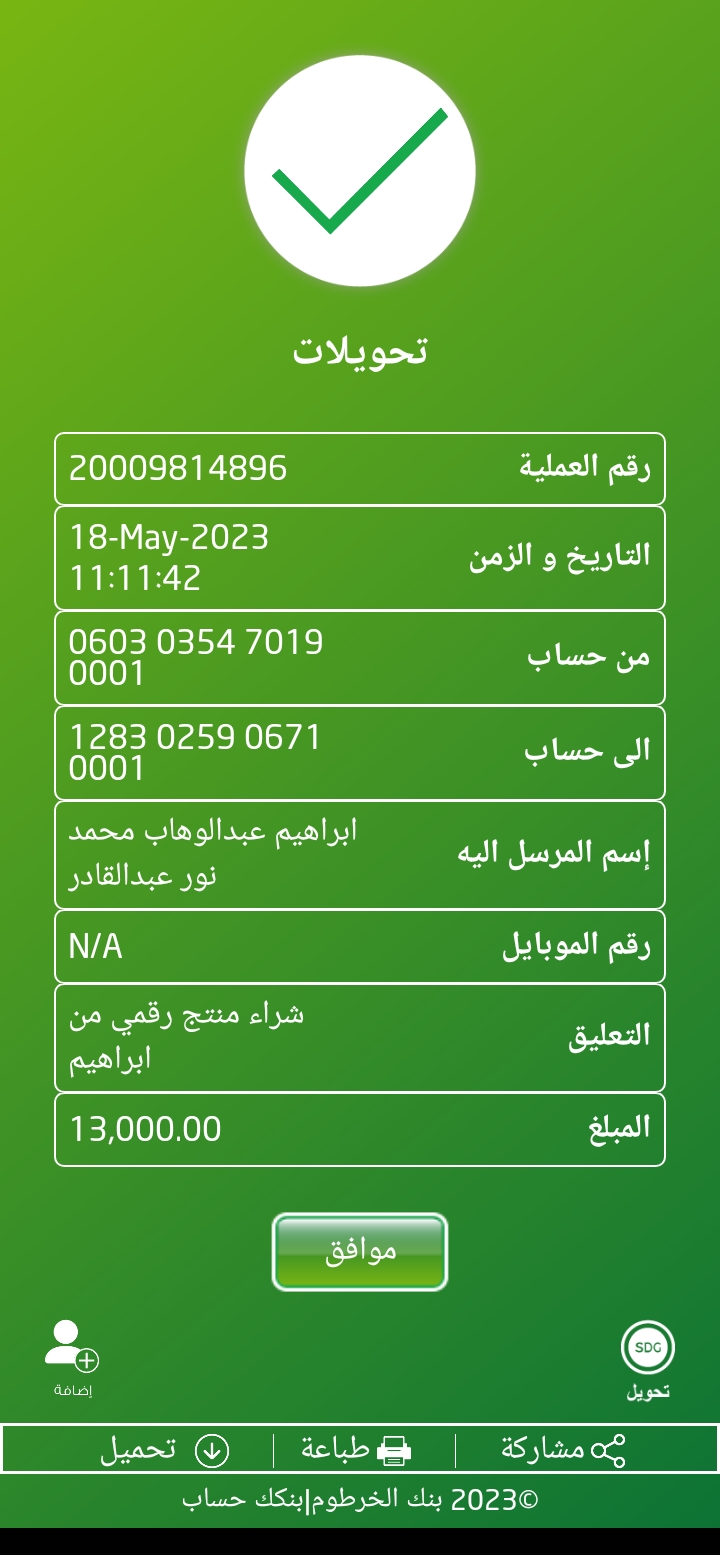 تحويلات
رقم العملية 20009814896
التاريخ و الزمن 18-May-2023
11:11:42
من حساب 0603 0354 7019
0001
الى حساب 1283 0259 0671
0001
إسم المرسل اليه ابراهيم عبدالوهاب محمد
نور عبدالقادر
رقم الموبايل N/A
التعليق شراء منتج رقمي من
ابراهيم
المبلغ 13,000.00
موافق
SDG
تحويل
إضافة
مشاركة
طباعة
تحميل
©2023 بنك الخرطوم|بنكك حساب